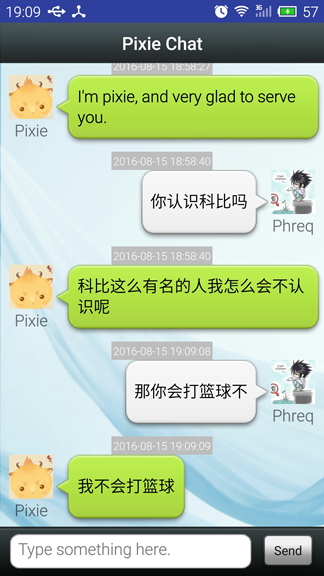 19:09
3G
57
Pixie Chat
2016-08-15 18:58:27
I'm pixie, and very glad to serve
you.
Pixie
2016-08-15 18:58:40
你认识科比吗
Phreq
2016-08-15 18:58:40
科比这么有名的人我怎么会不认
识呢
Pixie
2016-08-15 19:09:08
那你会打篮球不
Phreq
2016-08-15 19:09:09
我不会打篮球
Pixie
Type something here.
Send